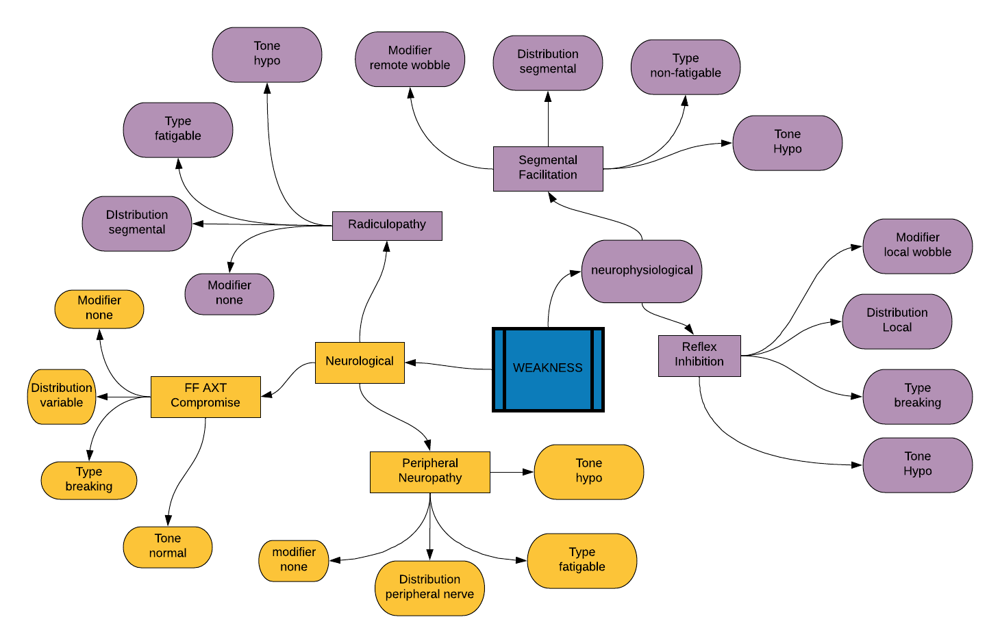 Tone
hypo
Modifier
remote wobble
Distribution
segmental
Type
non-fatigable
Type
fatigable
Tone
Hypo
Segmental
Facilitation
DIstribution
segmental
Radiculopathy
Modifier
local wobble
neurophysiological
Modifier
none
Modifier
none
Distribution
Local
Neurological
WEAKNESS
Reflex
Inhibition
Distribution
variable
FF AXT
Compromise
Type
breaking
Type
breaking
Peripheral
Neuropathy
Tone
hypo
Tone
Hypo
Tone
normal
modifier
none
Distribution
peripheral nerve
Type
fatigable